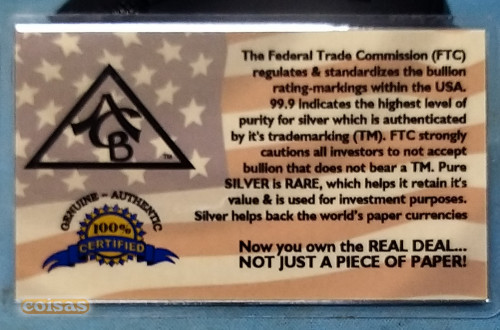 The Federal Trade Commission (FTC)
regulates & standardizes the bullion
rating-markings within the USA.
99.9 indicates the highest level of
purity for silver which is authenticated
by it's trademarking (TM). FTC strongly
cautions all investors to not accept
bullion that does not bear a TM. Pure
SILVER is RARE, which helps it retain it's
value & is used for investment purposes.
Silver helps back the world's paper currencies
Now you own the REAL DEAL...
NOT JUST A PIECE OF PAPER!
ACB
TM
GENUINE - AUTHENTIC
100%
CERTIFIED
eoisas